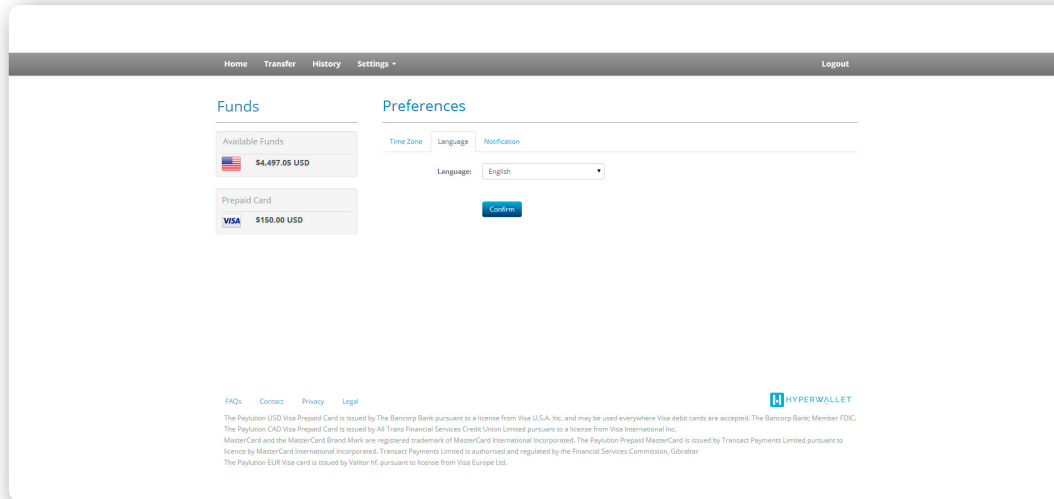 Home Transfer History Settings
Logout
Funds
Available Funds
$4,497.05 USD
Prepaid Card
VISA $150.00 USD
Preferences
Time Zone Language Notification
Language: English
Confirm
FAQs Contact Privacy Legal
HYPERWALLET
The Paylution USD Visa Prepaid Card is issued by The Bancorp Bank pursuant to a license from Visa U.S.A. Inc. and may be used everywhere Visa debit cards are accepted. The Bancorp Bank; Member FDIC.
The Paylution CAD Visa Prepaid Card is issued by All Trans Financial Services Credit Union Limited pursuant to a license from Visa International Inc.
MasterCard and the MasterCard Brand Mark are registered trademark of MasterCard International Incorporated. The Paylution Prepaid MasterCard is issued by Transact Payments Limited pursuant to
licence by MasterCard International Incorporated. Transact Payments Limited is authorised and regulated by the Financial Services Commission, Gibraltar
The Paylution EUR Visa card is issued by Valitor hf. pursuant to license from Visa Europe Ltd.